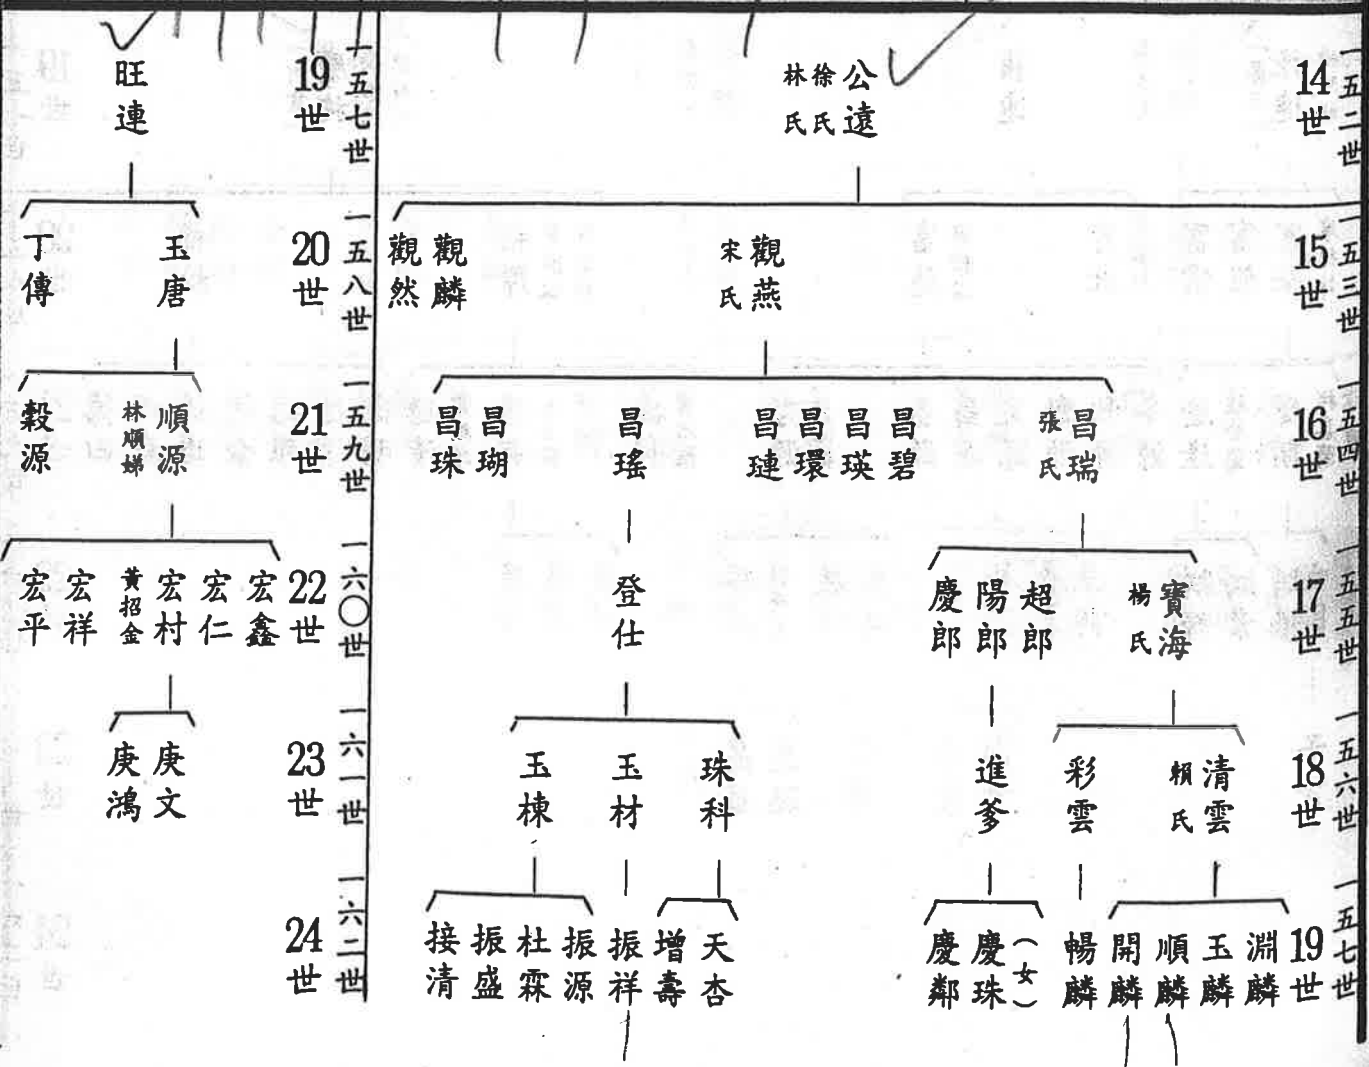 一五二世
14世
公遠
徐氏
林氏
一五三世
15世
觀燕
宋氏
觀麟
觀然
一五四世
16世
昌瑞
張氏
昌碧
昌瑛
昌環
昌璉
昌瑤
昌瑚
昌珠
一五五世
17世
寶海
楊氏
超郎
陽郎
慶郎
登仕
一五六世
18世
清雲
賴氏
彩雲
進爹
珠科
玉材
玉棟
一五七世
19世
淵麟
玉麟
順麟
開麟
暢麟
(女)
慶珠
慶鄰
天杏
增壽
振祥
振源
杜霖
振盛
接清
一五七世
19世
旺連
一五八世
20世
玉唐
丁傳
一五九世
21世
順源
林順娣
穀源
一六〇世
22世
宏鑫
宏仁
宏村
黃招金
宏祥
宏平
一六一世
23世
庚文
庚鴻
一六二世
24世